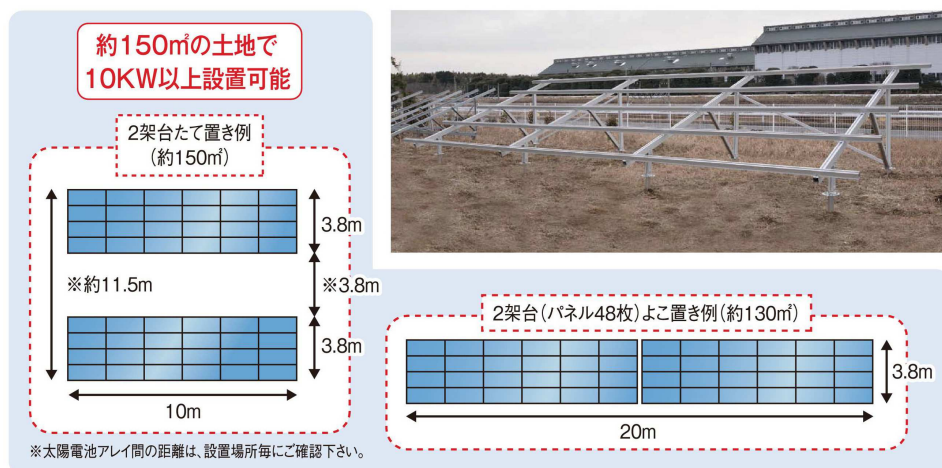 約150㎡の土地で
10KW以上設置可能
2架台たて置き例
(約150㎡)
3.8m
※約11.5m
※3.8m
3.8m
10m
※太陽電池アレイ間の距離は、設置場所毎にご確認下さい。
2架台(パネル48枚)よこ置き例(約130㎡)
3.8m
20m